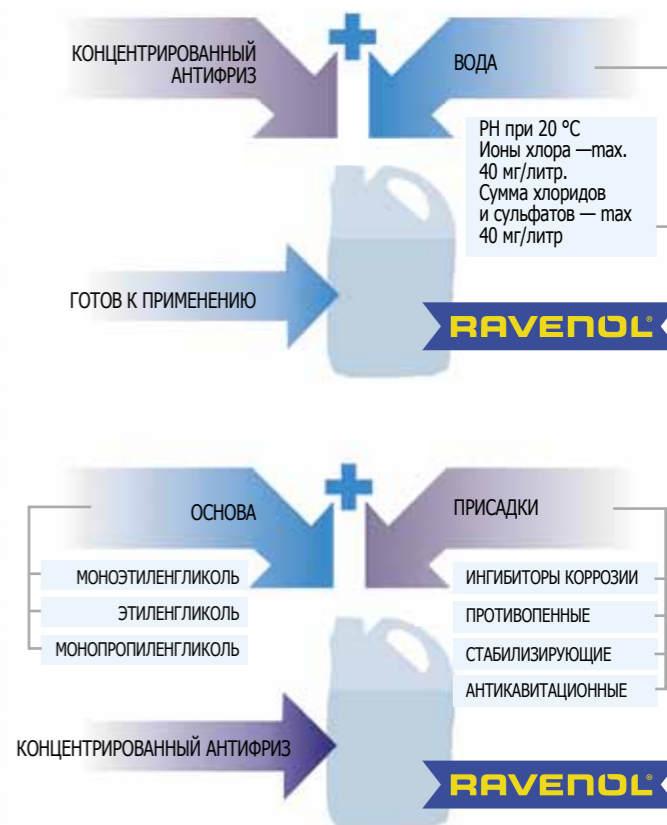 КОНЦЕНТРИРОВАННЫЙ
АНТИФРИЗ
ВОДА
РН при 20 °C
Ионы хлора —max.
40 мг/литр.
Сумма хлоридов
и сульфатов — max
40 мг/литр
ГОТОВ К ПРИМЕНЕНИЮ
RAVENOL®
ОСНОВА
ПРИСАДКИ
МОНОЭТИЛЕНГЛИКОЛЬ
ЭТИЛЕНГЛИКОЛЬ
МОНОПРОПИЛЕНГЛИКОЛЬ
ИНГИБИТОРЫ КОРРОЗИИ
ПРОТИВОПЕННЫЕ
СТАБИЛИЗИРУЮЩИЕ
АНТИКАВИТАЦИОННЫЕ
КОНЦЕНТРИРОВАННЫЙ АНТИФРИЗ
RAVENOL®